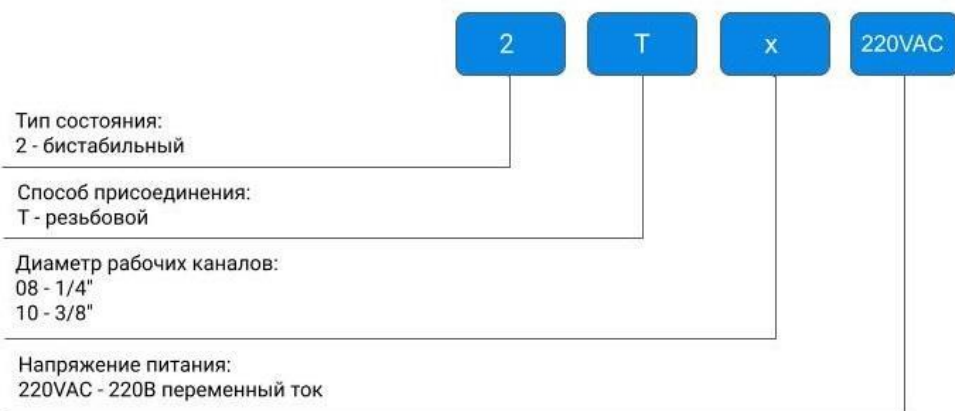 2 T x 220VAC
Тип состояния:
2 - бистабильный
Способ присоединения:
Т - резьбовой
Диаметр рабочих каналов:
08 - 1/4"
10 - 3/8"
Напряжение питания:
220VAC - 220В переменный ток